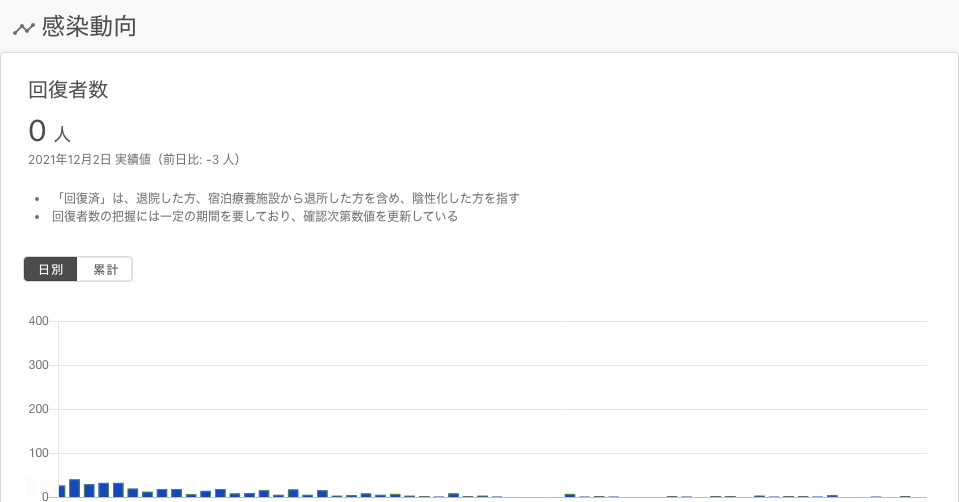 感染動向
回復者数
0 人
2021年12月2日 実績値（前日比: -3 人）
「回復済」は、退院した方、宿泊療養施設から退所した方を含め、陰性化した方を指す
回復者数の把握には一定の期間を要しており、確認次第数値を更新している
日別 累計
400
300
200
100
0